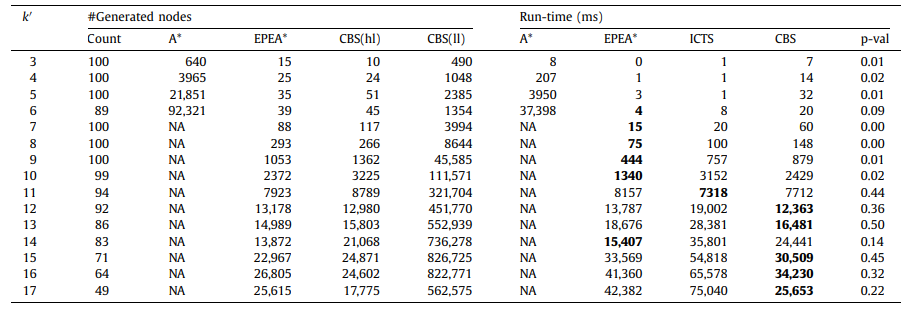 k′ #Generated nodes Run-time (ms)
Count A* EPEA* CBS(hl) CBS(ll) A* EPEA* ICTS CBS p-val
3 100 640 15 10 490 8 0 1 7 0.01
4 100 3965 25 24 1048 207 1 1 14 0.02
5 100 21,851 35 51 2385 3950 3 1 32 0.01
6 89 92,321 39 45 1354 37,398 4 8 20 0.09
7 100 NA 88 117 3994 NA 15 20 60 0.00
8 100 NA 293 266 8644 NA 75 100 148 0.00
9 100 NA 1053 1362 45,585 NA 444 757 879 0.01
10 99 NA 2372 3225 111,571 NA 1340 3152 2429 0.02
11 94 NA 7923 8789 321,704 NA 8157 7318 7712 0.44
12 92 NA 13,178 12,980 451,770 NA 13,787 19,002 12,363 0.36
13 86 NA 14,989 15,803 552,939 NA 18,676 28,381 16,481 0.50
14 83 NA 13,872 21,068 736,278 NA 15,407 35,801 24,441 0.14
15 71 NA 22,967 24,871 826,725 NA 33,569 54,818 30,509 0.45
16 64 NA 26,805 24,602 822,771 NA 41,360 65,578 34,230 0.32
17 49 NA 25,615 17,775 562,575 NA 42,382 75,040 25,653 0.22